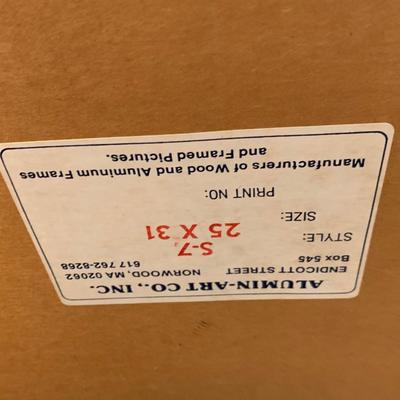 ALUMIN-ART CO., INC.
ENDICOTT STREET NORWOOD, MA 02062
Box 545 617 762-8268
STYLE: S-7
SIZE: 25 X 31
PRINT NO:
Manufacturers of Wood and Aluminum Frames
and Framed Pictures.